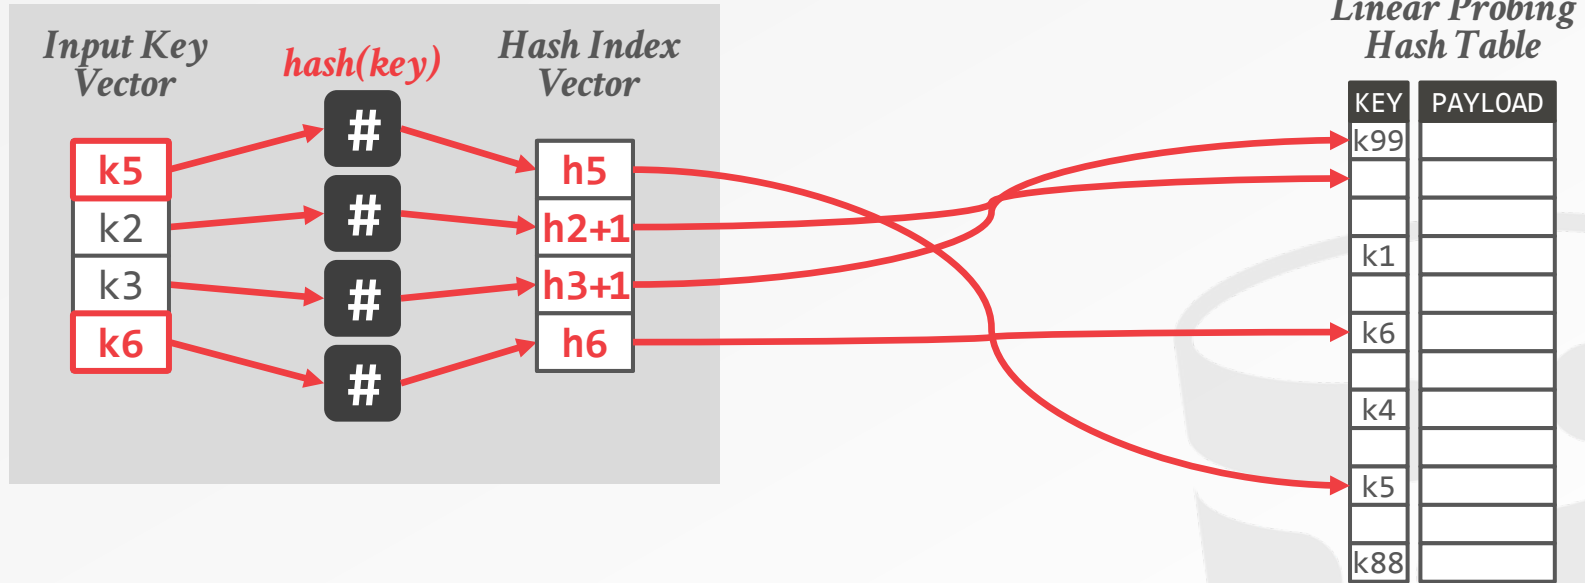 Input Key
Vector
hash(key)
Hash Index
Vector
Linear Probing
Hash Table
k5
k2
k3
k6
#
#
#
#
h5
h2+1
h3+1
h6
KEY PAYLOAD
k99
k1
k6
k4
k5
k88